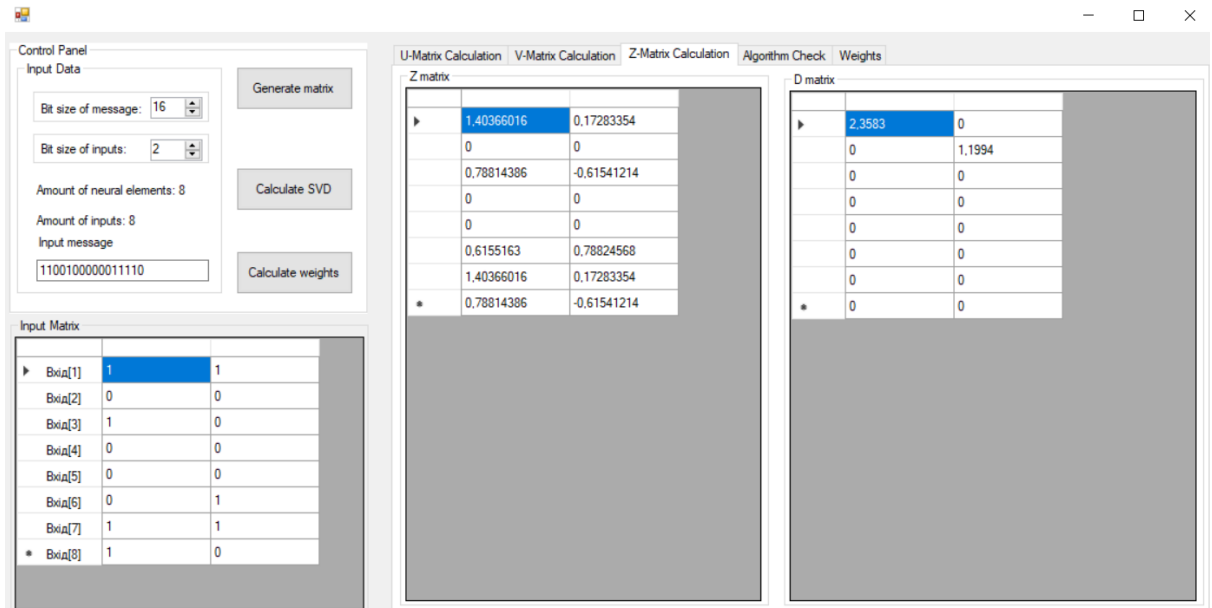 Control Panel
Input Data
Bit size of message: 16
Bit size of inputs: 2
Amount of neural elements: 8
Amount of inputs: 8
Input message
1100100000011110
Generate matrix
Calculate SVD
Calculate weights
Input Matrix
Вхід[1] 1 1
Вхід[2] 0 0
Вхід[3] 1 0
Вхід[4] 0 0
Вхід[5] 0 0
Вхід[6] 0 1
Вхід[7] 1 1
Вхід[8] 1 0
U-Matrix Calculation V-Matrix Calculation Z-Matrix Calculation Algorithm Check Weights
Z matrix
1,40366016 0,17283354
0 0
0,78814386 -0,61541214
0 0
0 0
0,6155163 0,78824568
1,40366016 0,17283354
0,78814386 -0,61541214
D matrix
2,3583 0
0 1,1994
0 0
0 0
0 0
0 0
0 0
0 0